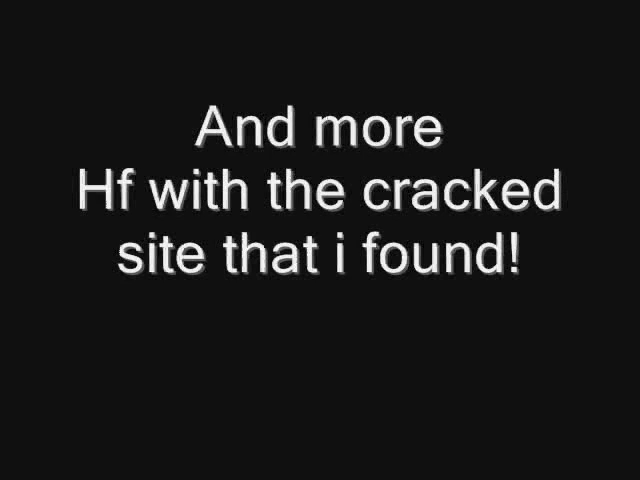 And more
Hf with the cracked
site that i found!